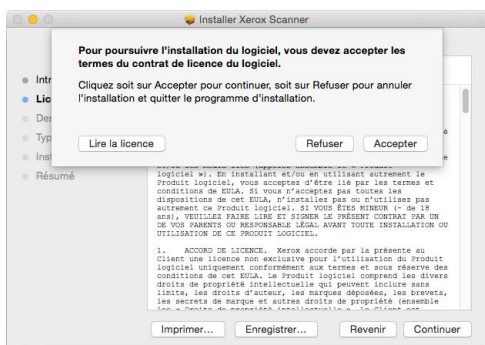 Installer Xerox Scanner
Pour poursuivre l'installation du logiciel, vous devez accepter les
termes du contrat de licence du logiciel.
Cliquez soit sur Accepter pour continuer, soit sur Refuser pour annuler
l'installation et quitter le programme d'installation.
Lire la licence
Refuser
Accepter
Intr
Lic
Des
Typ
Inst
Résumé
logiciel »). En installant et/ou en utilisant autrement le
Produit logiciel, vous acceptez d'être lié par les termes et
conditions de EULA. Si vous n'acceptez pas toutes les
dispositions de cet EULA, n'installez pas ou n'utilisez pas
autrement ce Produit logiciel. SI VOUS ÊTES MINEUR (- de 18
ans), VEUILLEZ FAIRE LIRE ET SIGNER LE PRÉSENT CONTRAT PAR UN
DE VOS PARENTS OU RESPONSABLE LÉGAL AVANT TOUTE INSTALLATION OU
UTILISATION DE CE PRODUIT LOGICIEL.
1. ACCORD DE LICENCE. Xerox accorde par la présente au
Client une licence non exclusive pour l'utilisation du Produit
logiciel uniquement conformément aux termes et sous réserve des
conditions de cet EULA. Le Produit logiciel comprend les divers
droits de propriété intellectuelle qui peuvent inclure sans
limite, les droits d'auteur, les marques déposées, les brevets,
les secrets de marque et autres droits de propriété (ensemble
Imprimer...
Enregistrer...
Revenir
Continuer